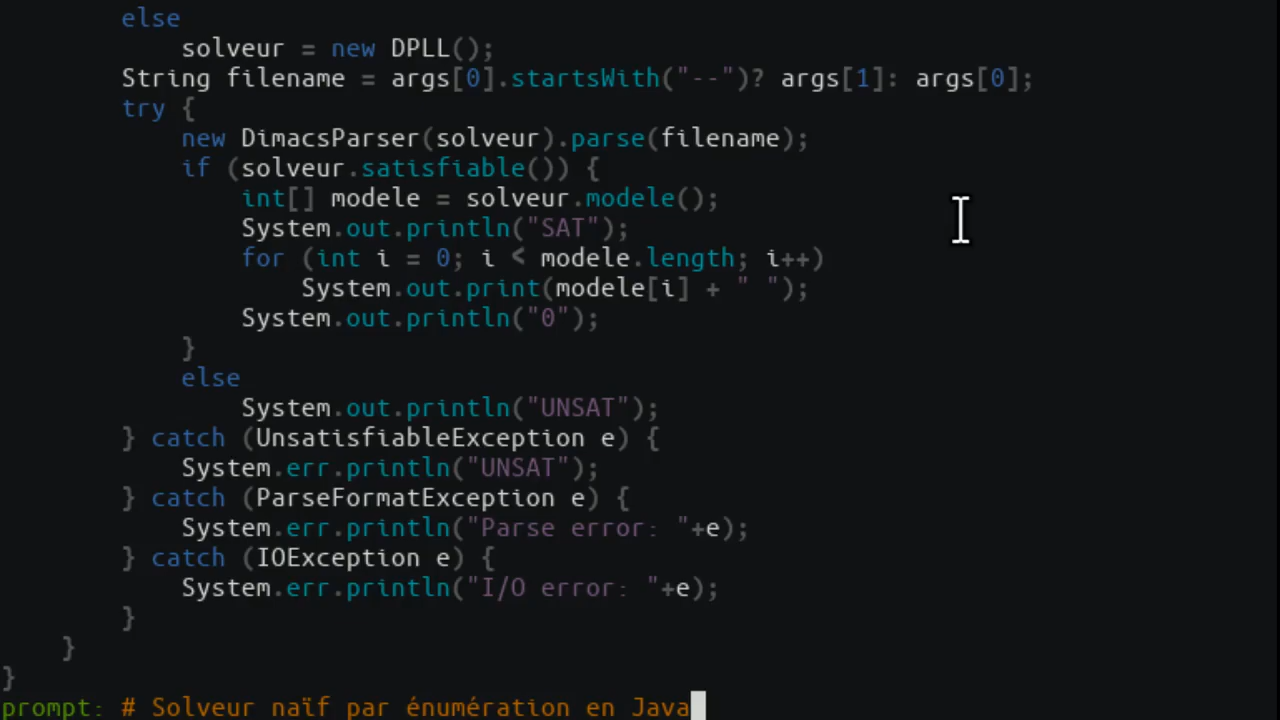 else
solveur = new DPLL();
String filename = args[0].startsWith("--")? args[1]: args[0];
try {
new DimacsParser(solveur).parse(filename);
if (solveur.satisfiable()) {
int[] modele = solveur.modele();
System.out.println("SAT");
for (int i = 0; i < modele.length; i++)
System.out.print(modele[i] + " ");
System.out.println("0");
}
else
System.out.println("UNSAT");
} catch (UnsatisfiableException e) {
System.err.println("UNSAT");
} catch (ParseFormatException e) {
System.err.println("Parse error: "+e);
} catch (IOException e) {
System.err.println("I/O error: "+e);
}
}
}
prompt: # Solveur naïf par énumération en Java